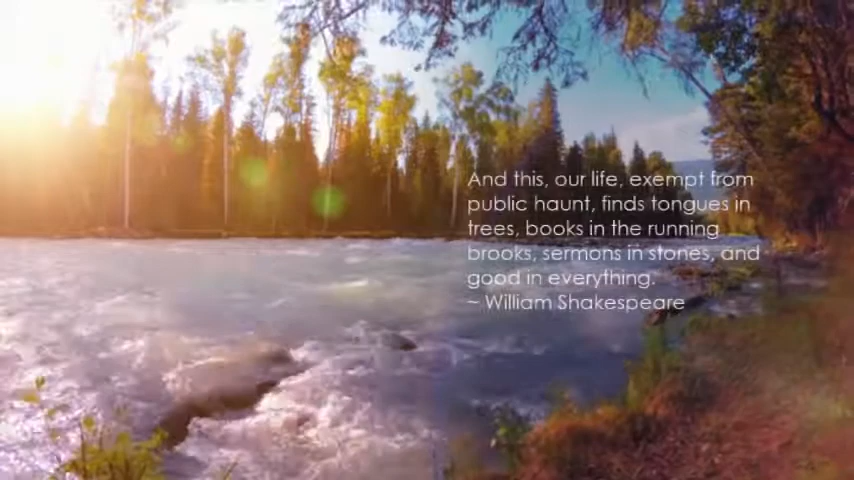 And this, our life, exempt from
public haunt, finds tongues in
trees, books in the running
brooks, sermons in stones, and
good in everything.
~ William Shakespeare